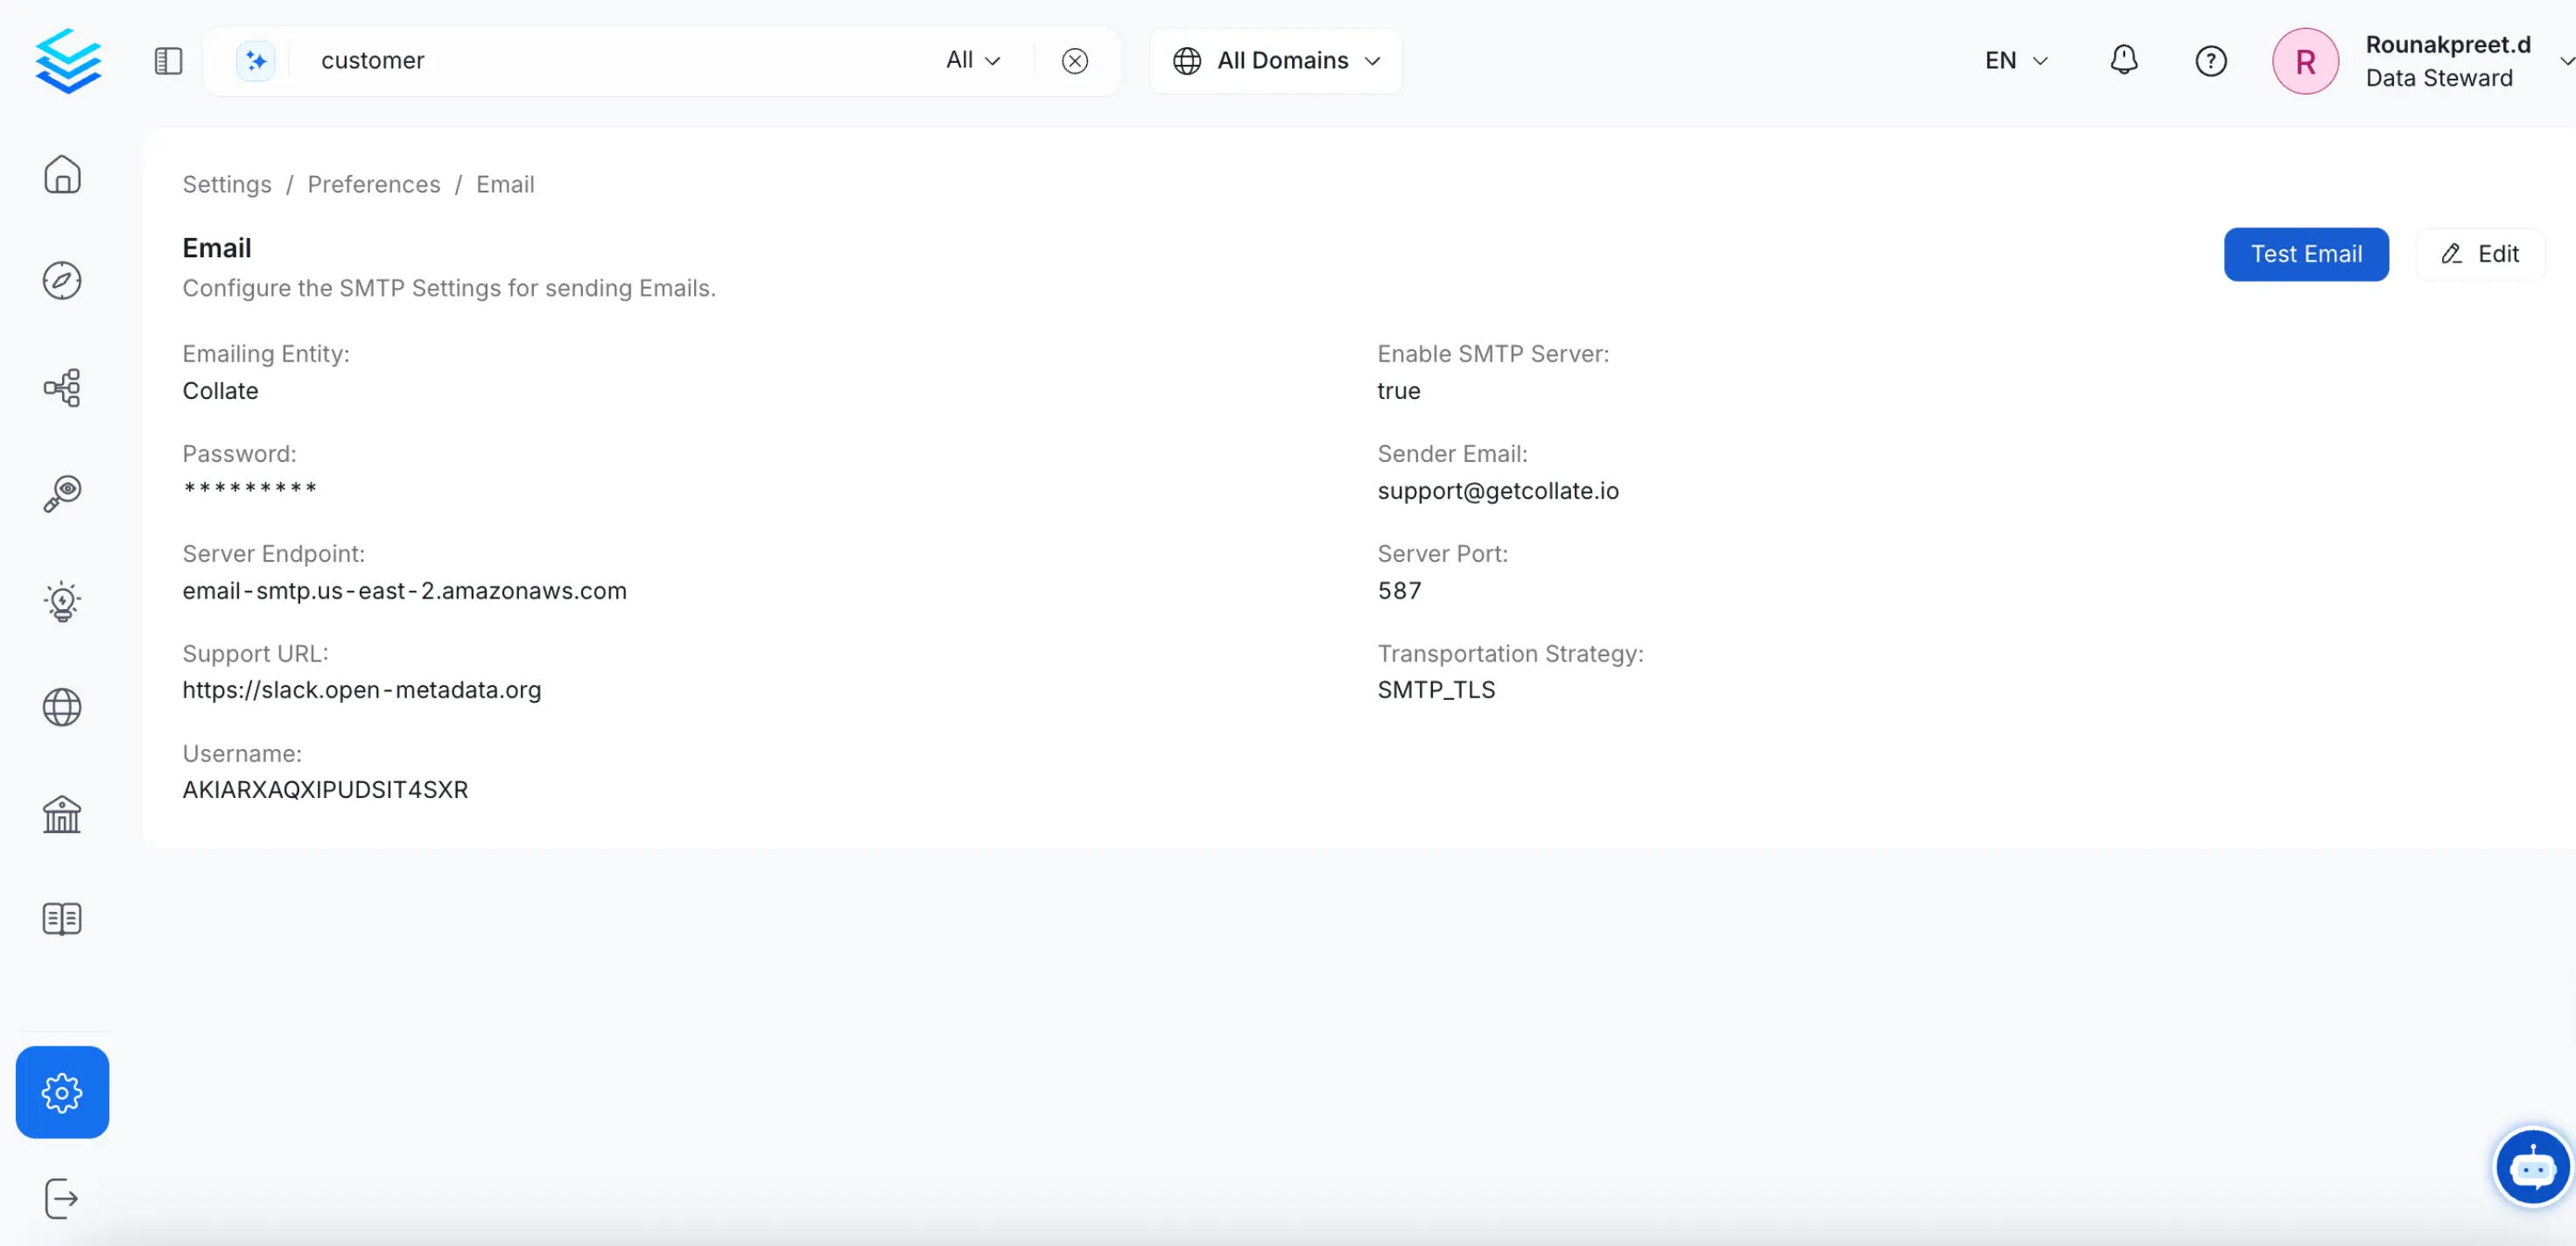 customer
All
All Domains
EN
R
Rounakpreet.d
Data Steward
Settings / Preferences / Email
Email
Configure the SMTP Settings for sending Emails.
Test Email
Edit
Emailing Entity:
Collate
Enable SMTP Server:
true
Password:
*********
Sender Email:
support@getcollate.io
Server Endpoint:
email-smtp.us-east-2.amazonaws.com
Server Port:
587
Support URL:
https://slack.open-metadata.org
Transportation Strategy:
SMTP_TLS
Username:
AKIARXAQXIPUDSIT4SXR